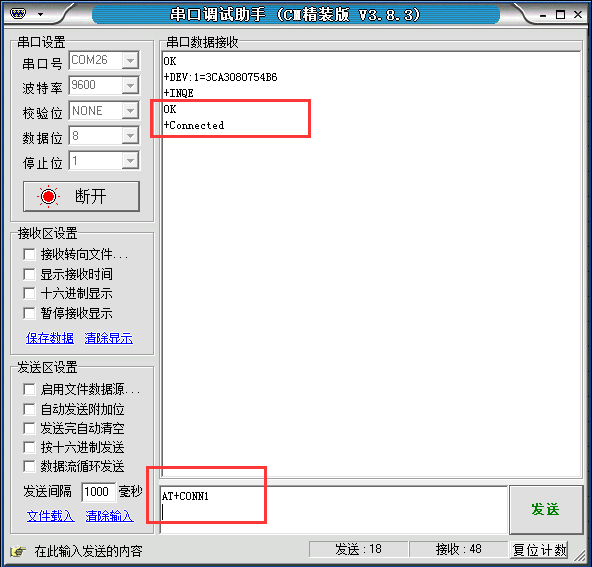 串口调试助手 (CM精装版 V3.8.3)
串口设置
串口号 COM26
波特率 9600
校验位 NONE
数据位 8
停止位 1
断开
接收区设置
接收转向文件...
显示接收时间
十六进制显示
暂停接收显示
保存数据 清除显示
发送区设置
启用文件数据源...
自动发送附加位
发送完自动清空
按十六进制发送
数据流循环发送
发送间隔 1000 毫秒
文件载入 清除输入
串口数据接收
OK
+DEV:1=3CA3080754B6
+INQE
OK
+Connected
AT+CONN1
发送
在此输入发送的内容
发送:18
接收:48
复位计数